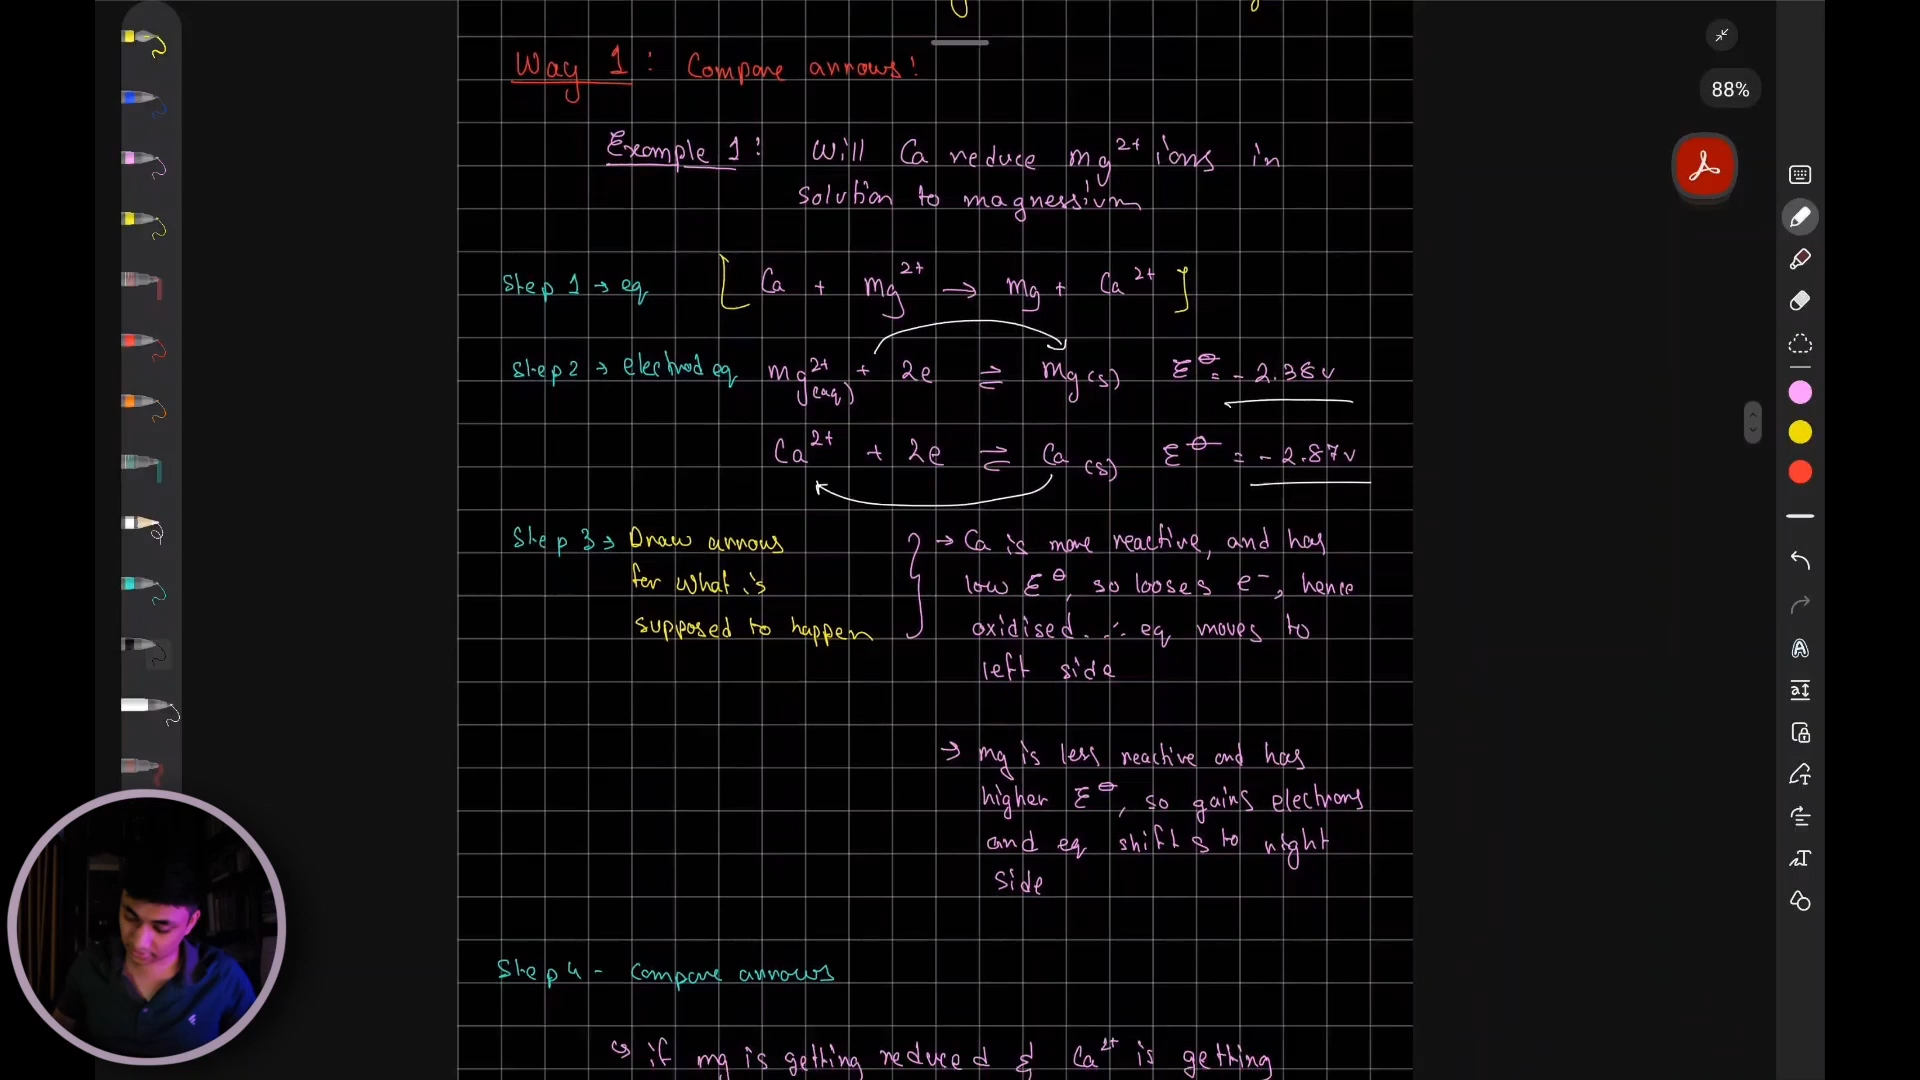 Way 1: Compare arrows!
88%
Example 1: Will Ca reduce Mg²⁺ ions in
solution to magnessium
Step 1 → eq [ Ca + Mg²⁺ → Mg + Ca²⁺ ]
Step 2 → electrod eq Mg²⁺(aq) + 2e ⇌ Mg(s) E⦵ = - 2.38v
Ca²⁺ + 2e ⇌ Ca (s) E⦵ = - 2.87v
Step 3 → Draw arrows
for what is
supposed to happen
→ Ca is more reactive, and has
low E⦵, so looses e⁻, hence
oxidised. ∴ eq moves to
left side
→ Mg is less reactive and has
higher E⦵, so gains electrons
and eq shifts to right
side
Step 4 - Compare arrows
↪ if Mg is getting reduced & Ca²⁺ is getting